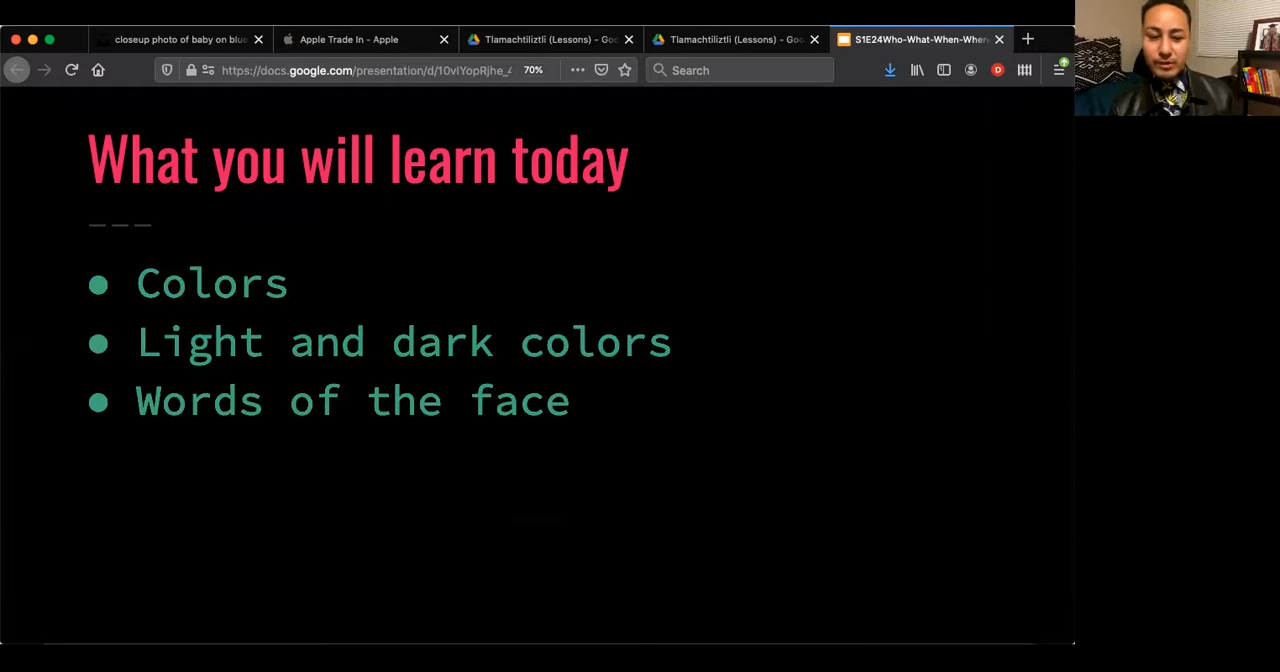 closeup photo of baby on blue
Apple Trade In - Apple
Tlamachtiliztli (Lessons) - Goo
Tlamachtiliztli (Lessons) - Goo
S1E24Who-What-When-Where
https://docs.google.com/presentation/d/10vIYopRjhe_
70%
Search
D
What you will learn today
Colors
Light and dark colors
Words of the face